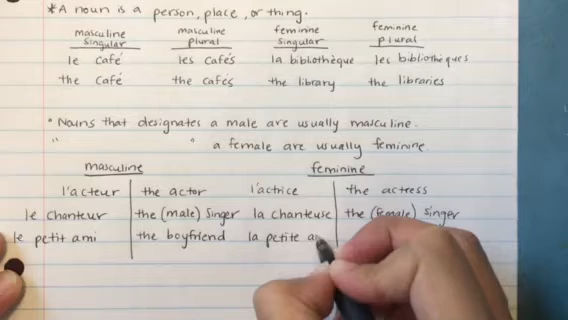 *A noun is a person, place, or thing.
masculine singular masculine plural feminine singular feminine plural
le café les cafés la bibliothèque les bibliothèques
the café the cafés the library the libraries
• Nouns that designates a male are usually masculine.
" " a female are usually feminine.
masculine feminine
l'acteur the actor l'actrice the actress
le chanteur the (male) singer la chanteuse the (female) singer
le petit ami the boyfriend la petite a